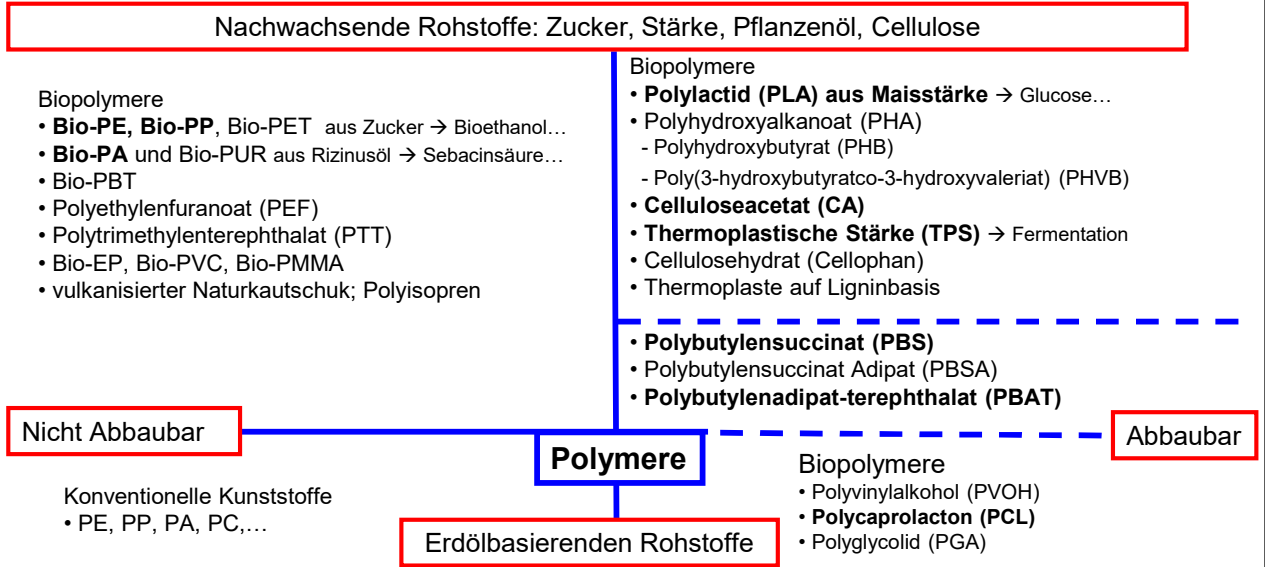 Nachwachsende Rohstoffe: Zucker, Stärke, Pflanzenöl, Cellulose
Biopolymere
• Bio-PE, Bio-PP, Bio-PET aus Zucker → Bioethanol…
• Bio-PA und Bio-PUR aus Rizinusöl → Sebacinsäure…
• Bio-PBT
• Polyethylenfuranoat (PEF)
• Polytrimethylenterephthalat (PTT)
• Bio-EP, Bio-PVC, Bio-PMMA
• vulkanisierter Naturkautschuk; Polyisopren
Biopolymere
• Polylactid (PLA) aus Maisstärke → Glucose…
• Polyhydroxyalkanoat (PHA)
- Polyhydroxybutyrat (PHB)
- Poly(3-hydroxybutyratco-3-hydroxyvaleriat) (PHVB)
• Celluloseacetat (CA)
• Thermoplastische Stärke (TPS) → Fermentation
• Cellulosehydrat (Cellophan)
• Thermoplaste auf Ligninbasis
• Polybutylensuccinat (PBS)
• Polybutylensuccinat Adipat (PBSA)
• Polybutylenadipat-terephthalat (PBAT)
Nicht Abbaubar
Polymere
Abbaubar
Konventionelle Kunststoffe
• PE, PP, PA, PC,…
Erdölbasierenden Rohstoffe
Biopolymere
• Polyvinylalkohol (PVOH)
• Polycaprolacton (PCL)
• Polyglycolid (PGA)